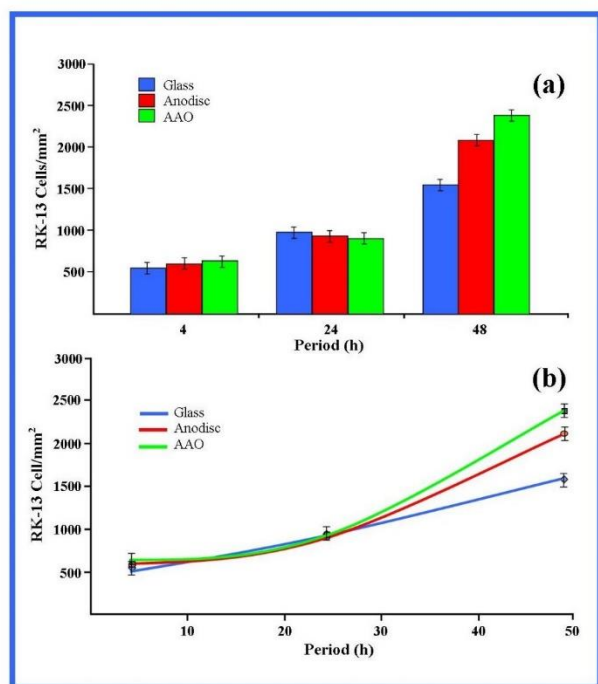 3000
2500
2000
1500
1000
500
RK-13 Cells/mm²
Glass
Anodisc
AAO
(a)
4 24 48
Period (h)
3000
2500
2000
1500
1000
500
RK-13 Cell/mm²
Glass
Anodisc
AAO
(b)
10 20 30 40 50
Period (h)